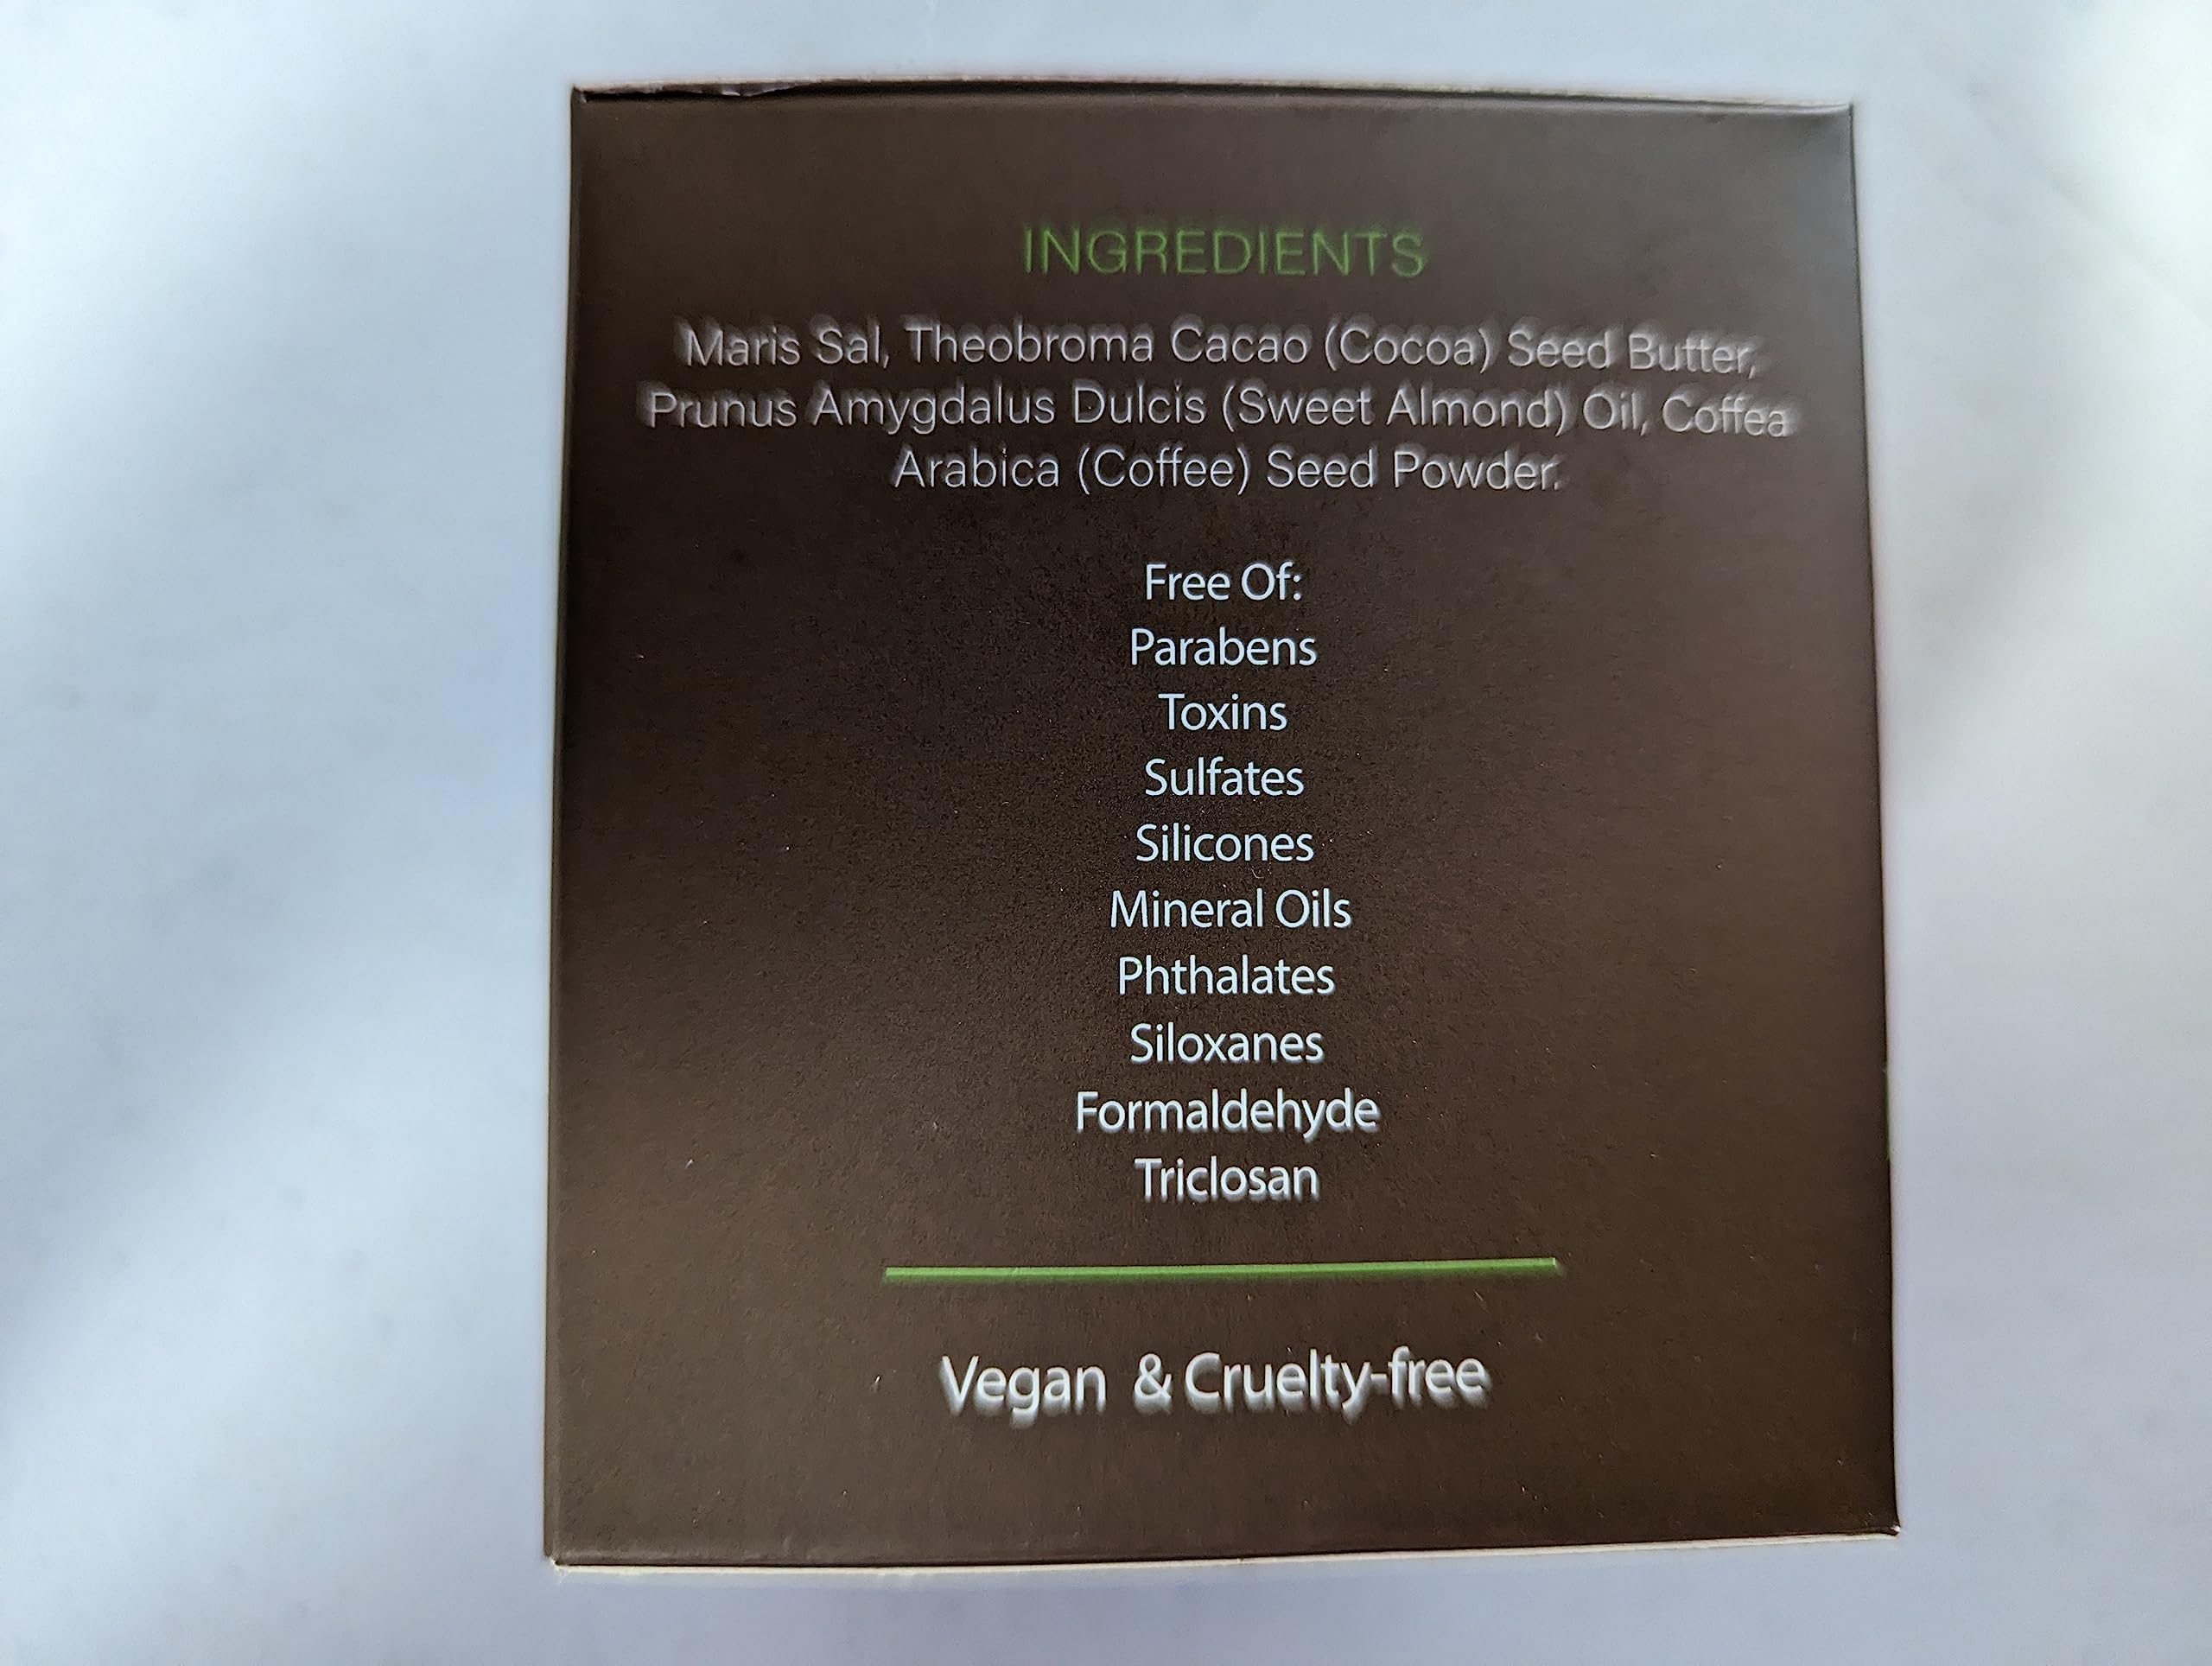 INGREDIENTS
Maris Sal, Theobroma Cacao (Cocoa) Seed Butter,
Prunus Amygdalus Dulcis (Sweet Almond) Oil, Coffea
Arabica (Coffee) Seed Powder.
Free Of:
Parabens
Toxins
Sulfates
Silicones
Mineral Oils
Phthalates
Siloxanes
Formaldehyde
Triclosan
Vegan & Cruelty-free